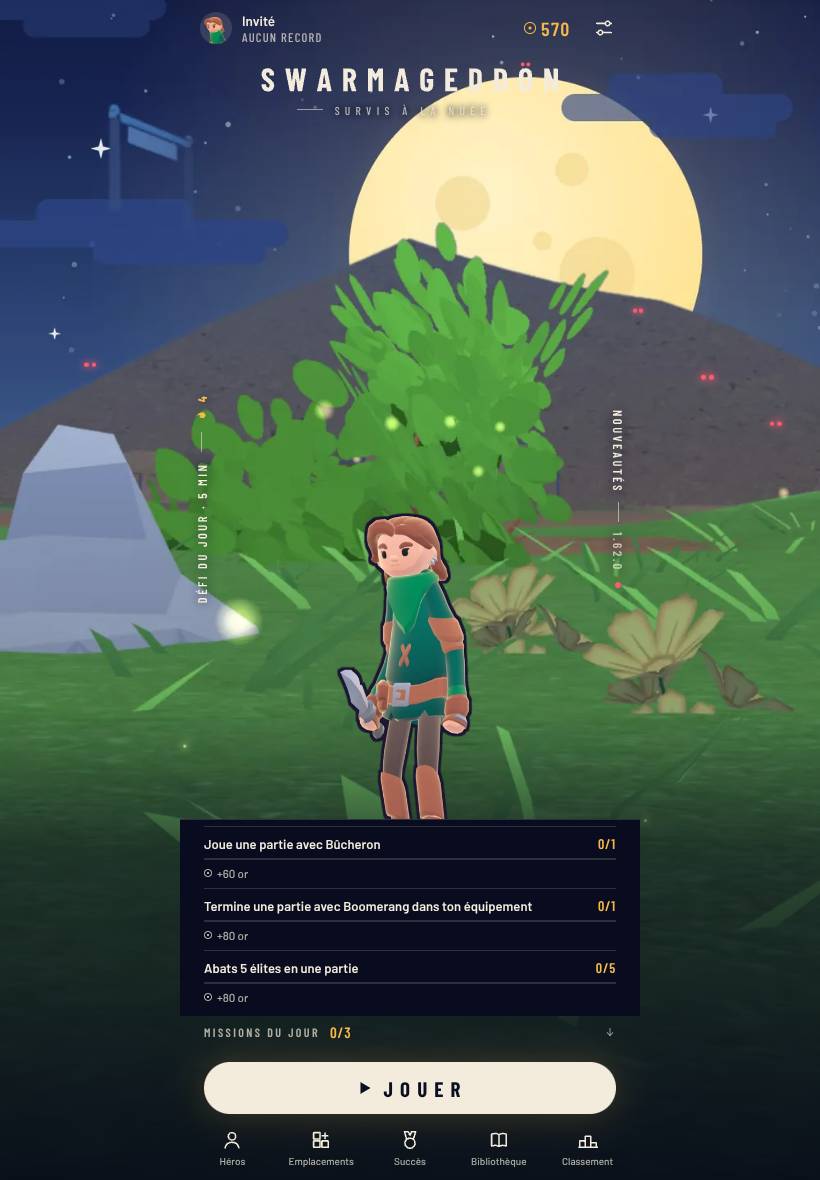 Invité
AUCUN RECORD
570
SWARMAGEDDON
SURVIS À LA NUÉE
DÉFI DU JOUR · 5 MIN — 4
NOUVEAUTÉS — 1.62.0
Joue une partie avec Bûcheron 0/1
+60 or
Termine une partie avec Boomerang dans ton équipement 0/1
+80 or
Abats 5 élites en une partie 0/5
+80 or
MISSIONS DU JOUR 0/3
JOUER
Héros Emplacements Succès Bibliothèque Classement